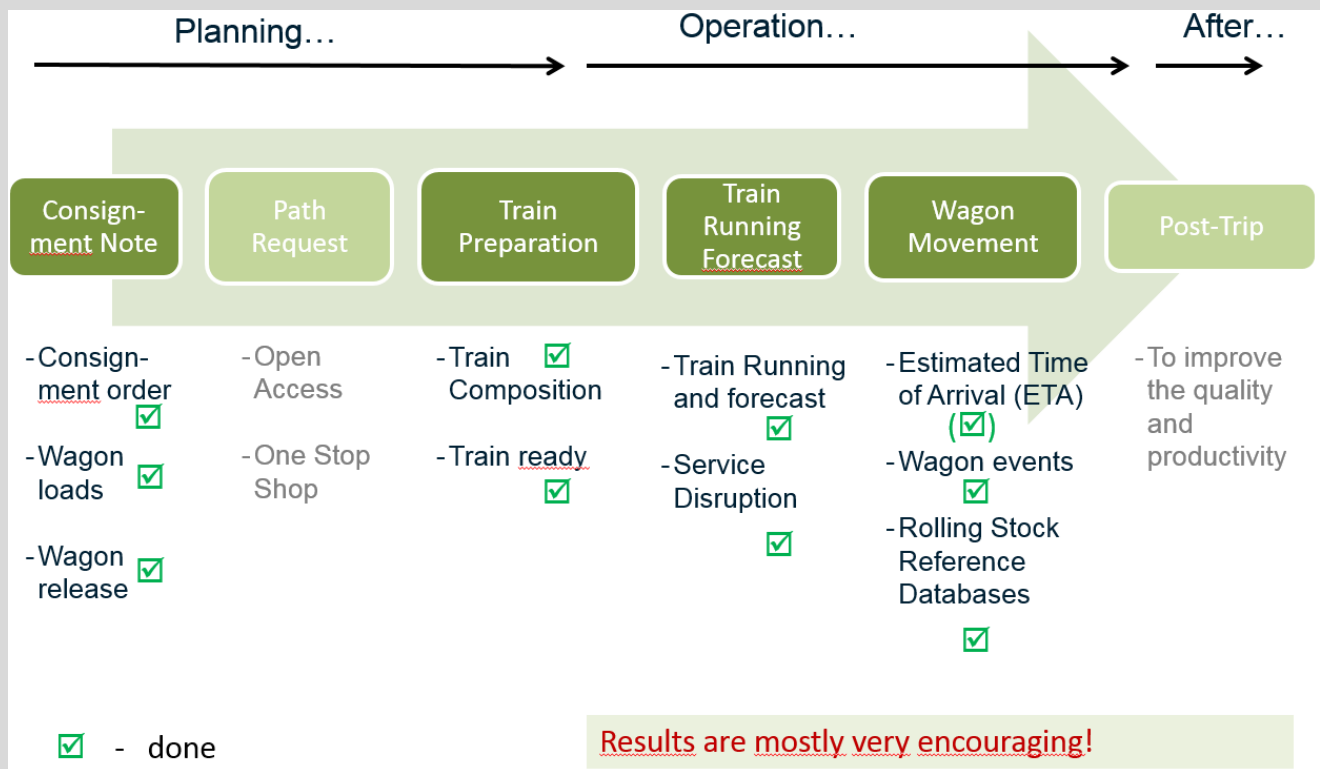 Planning...
Operation...
After...
Consign-
ment Note
Path
Request
Train
Preparation
Train
Running
Forecast
Wagon
Movement
Post-Trip
-Consign-
ment order
-Wagon
loads
-Wagon
release
-Open
Access
-One Stop
Shop
-Train
Composition
-Train ready
-Train Running
and forecast
-Service
Disruption
-Estimated Time
of Arrival (ETA)
(☑)
-Wagon events
-Rolling Stock
Reference
Databases
-To improve
the quality
and
productivity
☑ - done
Results are mostly very encouraging!